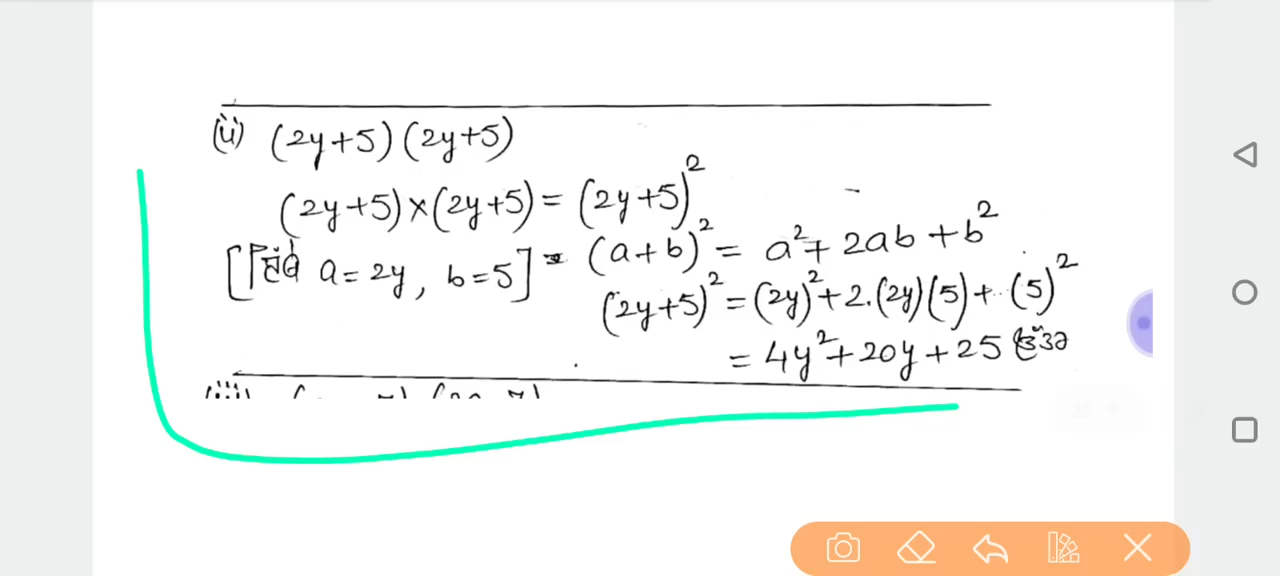 (ii) (2y+5)(2y+5)
(2y+5)×(2y+5) = (2y+5)²
[ਇੱਥੇ a=2y, b=5] = (a+b)² = a²+2ab+b²
(2y+5)² = (2y)²+2.(2y)(5)+(5)²
= 4y²+20y+25 ਉੱਤਰ